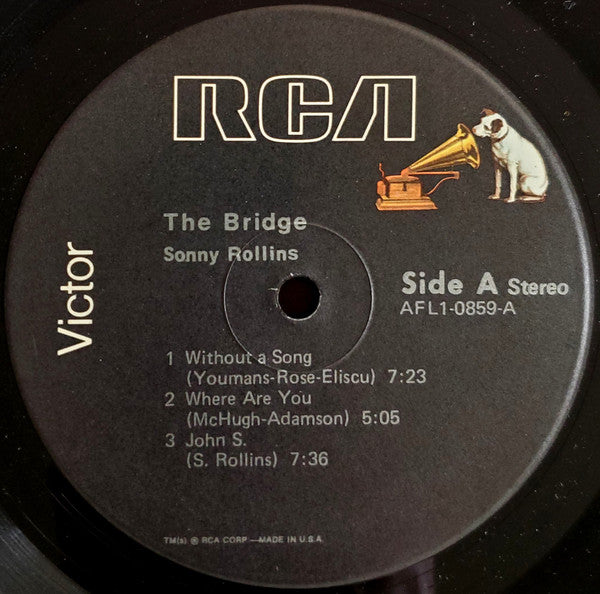 RCA
Victor
The Bridge
Sonny Rollins
Side A Stereo
AFL1-0859-A
1 Without a Song
(Youmans-Rose-Eliscu) 7:23
2 Where Are You
(McHugh-Adamson) 5:05
3 John S.
(S. Rollins) 7:36
TM(s) ® RCA CORP.—MADE IN U.S.A.